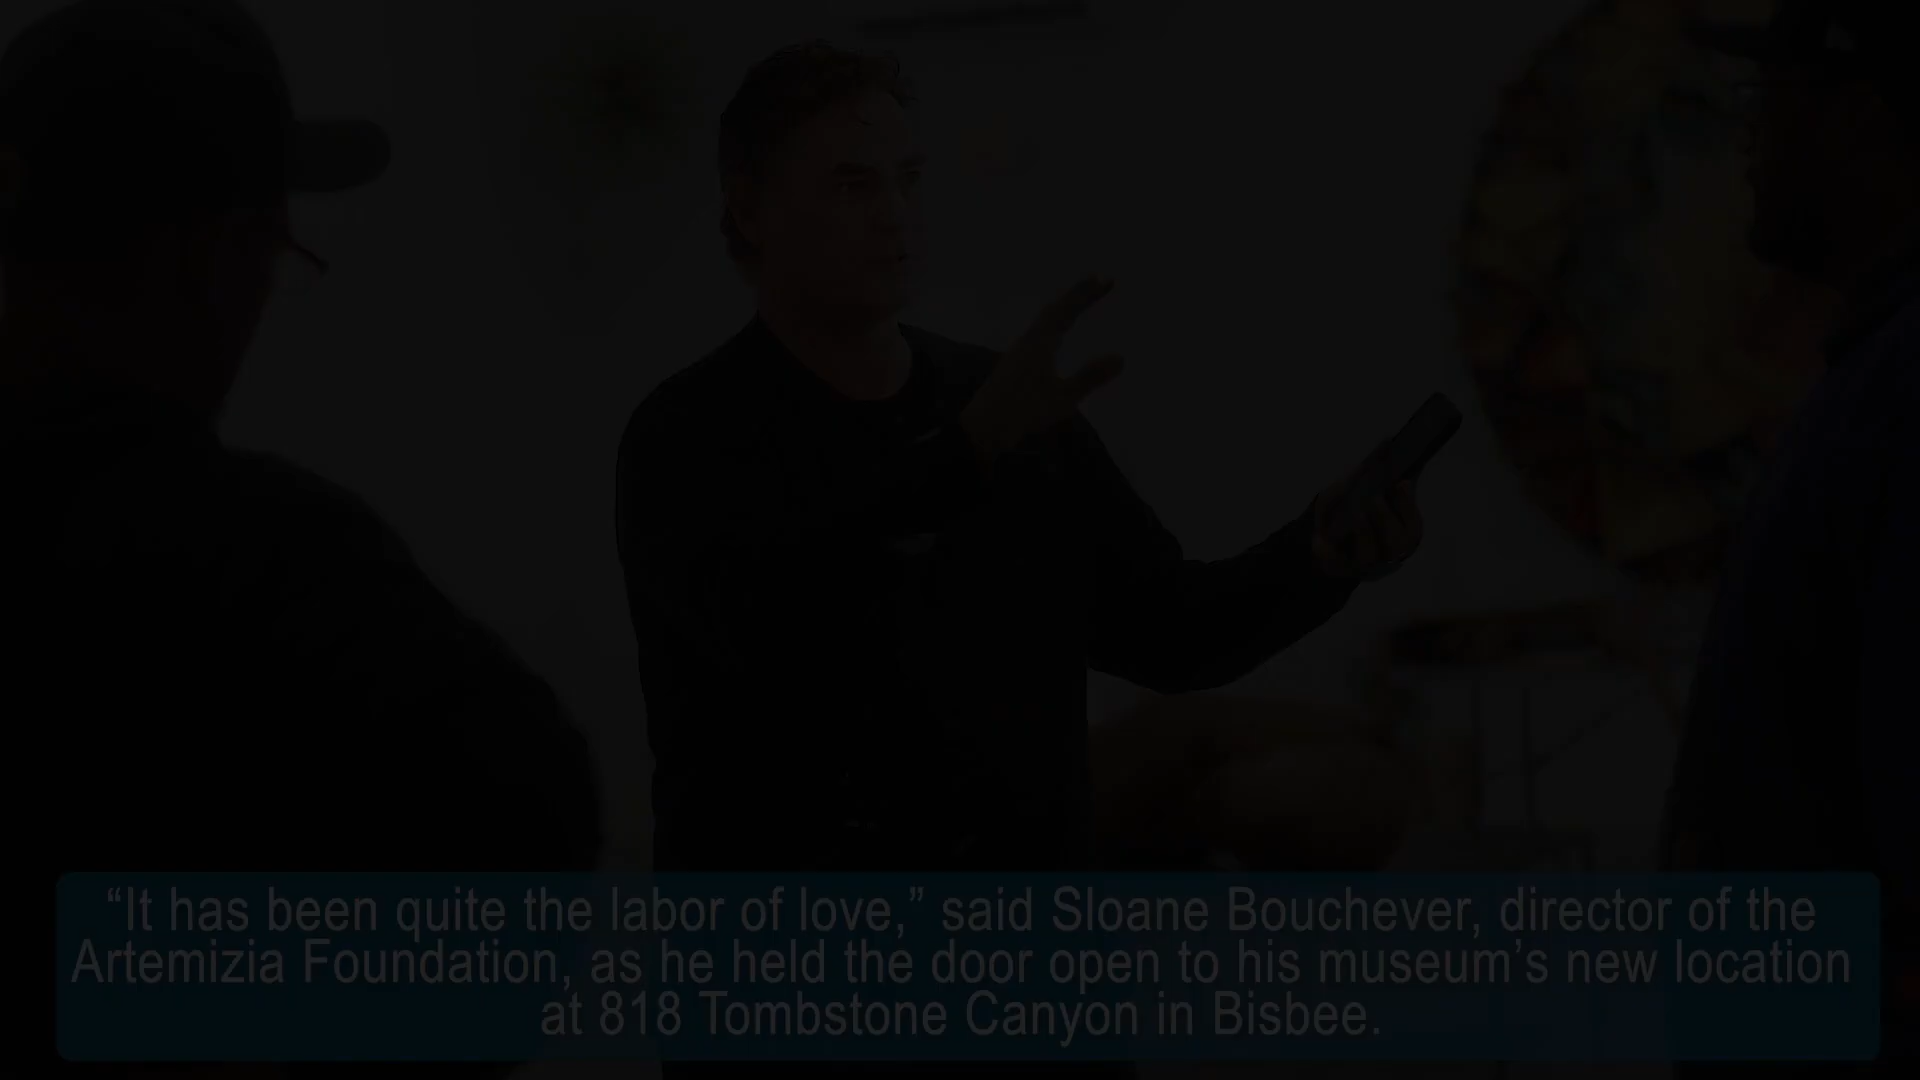 “It has been quite the labor of love,” said Sloane Bouchever, director of the
Artemizia Foundation, as he held the door open to his museum’s new location
at 818 Tombstone Canyon in Bisbee.